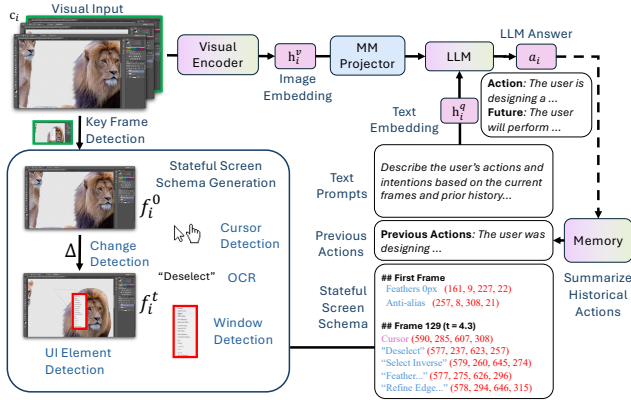 Visual Input
c_i
Visual
Encoder
h_i^v
Image
Embedding
MM
Projector
LLM
LLM Answer
a_i
Action: The user is
designing a ...
Future: The user
will perform ...
Text
Embedding
h_i^q
Key Frame
Detection
Stateful Screen
Schema Generation
f_i^0
Cursor
Detection
Δ
Change
Detection
"Deselect"
OCR
f_i^t
Window
Detection
UI Element
Detection
Text
Prompts
Describe the user's actions and
intentions based on the current
frames and prior history...
Previous
Actions
Previous Actions: The user was
designing ...
Memory
Summarize
Historical
Actions
Stateful
Screen
Schema
## First Frame
Feathers 0px (161, 9, 227, 22)
Anti-alias (257, 8, 308, 21)
## Frame 129 (t = 4.3)
Cursor (590, 285, 607, 308)
"Deselect" (577, 237, 623, 257)
"Select Inverse" (579, 260, 645, 274)
"Feather..." (577, 275, 626, 296)
"Refine Edge..." (578, 294, 646, 315)